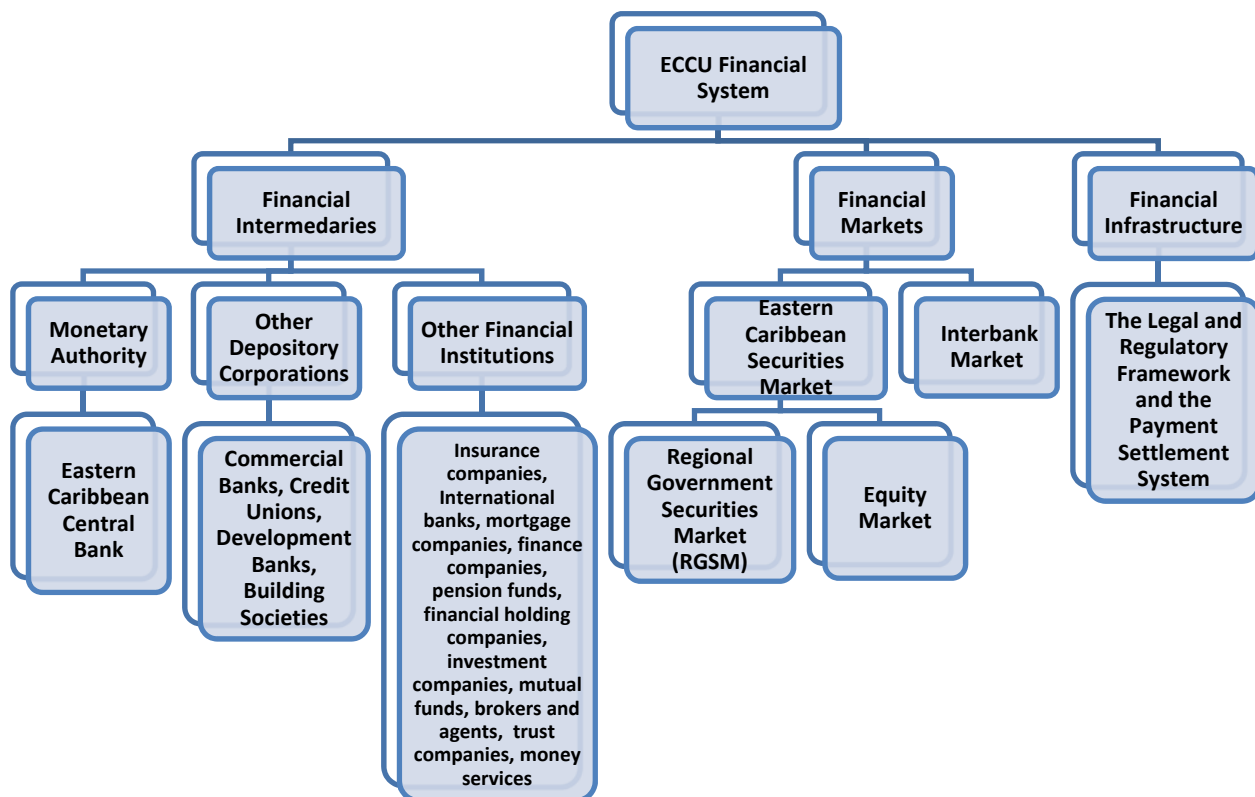 ECCU Financial
System
Financial
Intermedaries
Financial
Markets
Financial
Infrastructure
Monetary
Authority
Other
Depository
Corporations
Other Financial
Institutions
Eastern
Caribbean
Securities
Market
Interbank
Market
The Legal and
Regulatory
Framework
and the
Payment
Settlement
System
Eastern
Caribbean
Central
Bank
Commercial
Banks, Credit
Unions,
Development
Banks,
Building
Societies
Insurance
companies,
International
banks, mortgage
companies, finance
companies,
pension funds,
financial holding
companies,
investment
companies, mutual
funds, brokers and
agents, trust
companies, money
services
Regional
Government
Securities
Market
(RGSM)
Equity
Market